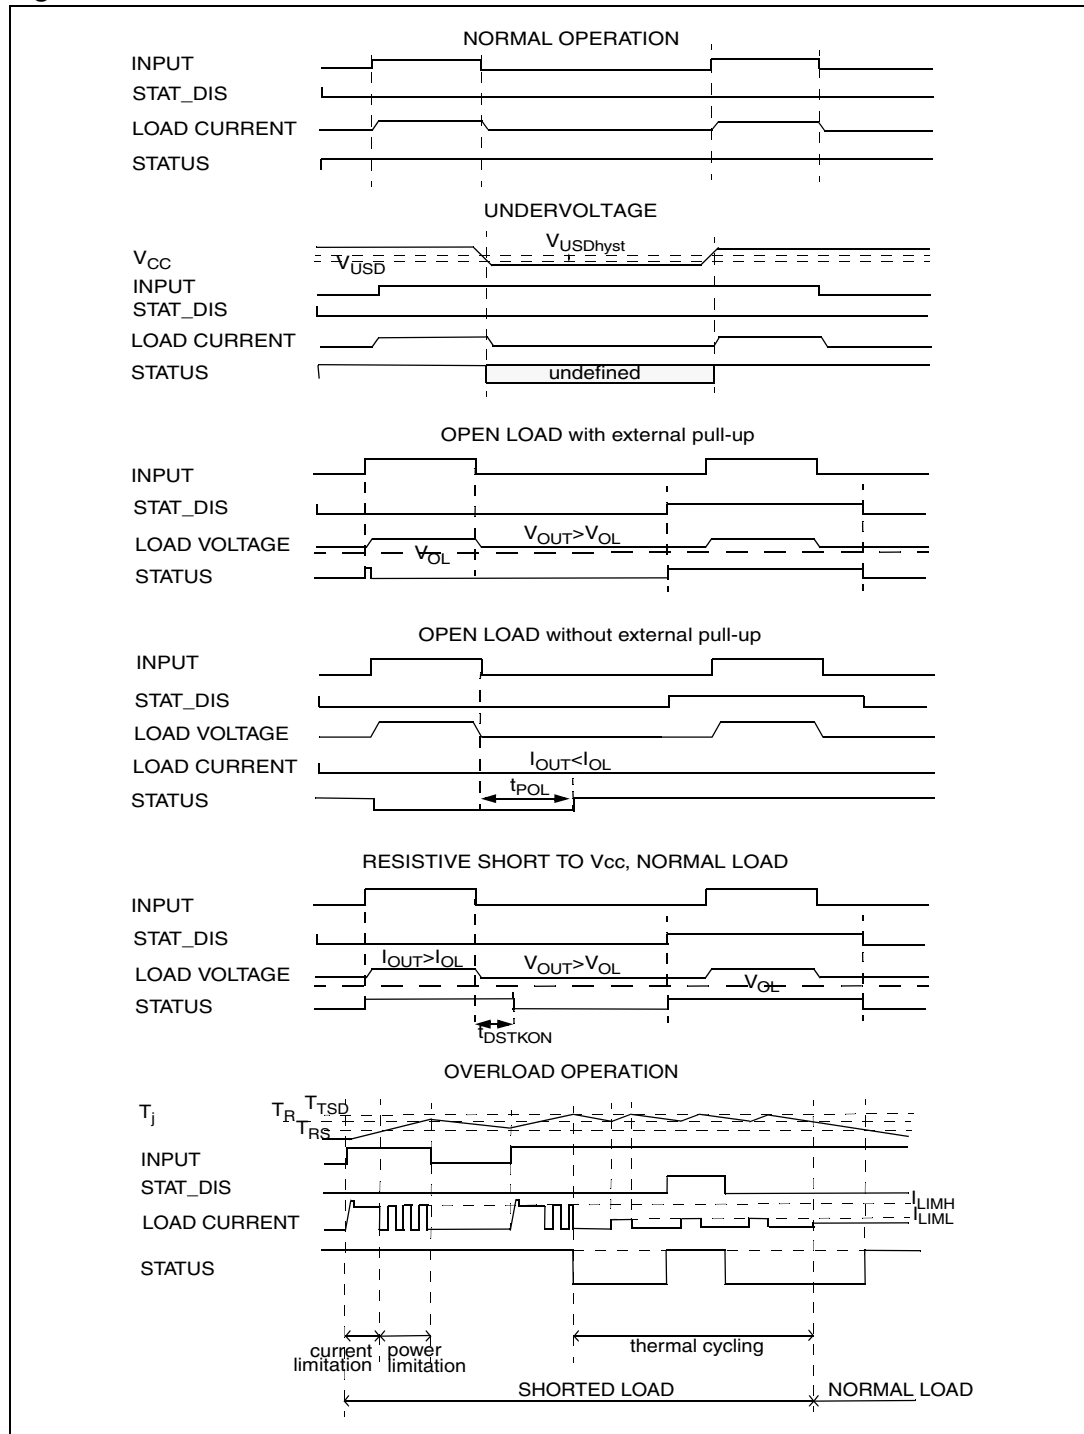 NORMAL OPERATION
INPUT
STAT_DIS
LOAD CURRENT
STATUS
UNDERVOLTAGE
VUSDhyst
VCC
VUSD
INPUT
STAT_DIS
LOAD CURRENT
STATUS
undefined
OPEN LOAD with external pull-up
INPUT
STAT_DIS
LOAD VOLTAGE
VOUT>VOL
VOL
STATUS
OPEN LOAD without external pull-up
INPUT
STAT_DIS
LOAD VOLTAGE
LOAD CURRENT
IOUT<IOL
tPOL
STATUS
RESISTIVE SHORT TO Vcc, NORMAL LOAD
INPUT
STAT_DIS
IOUT>IOL
VOUT>VOL
LOAD VOLTAGE
VOL
STATUS
tDSTKON
OVERLOAD OPERATION
Tj
TR
TTSD
TRS
INPUT
STAT_DIS
ILIMH
LOAD CURRENT
ILIML
STATUS
current
limitation
power
limitation
thermal cycling
SHORTED LOAD
NORMAL LOAD